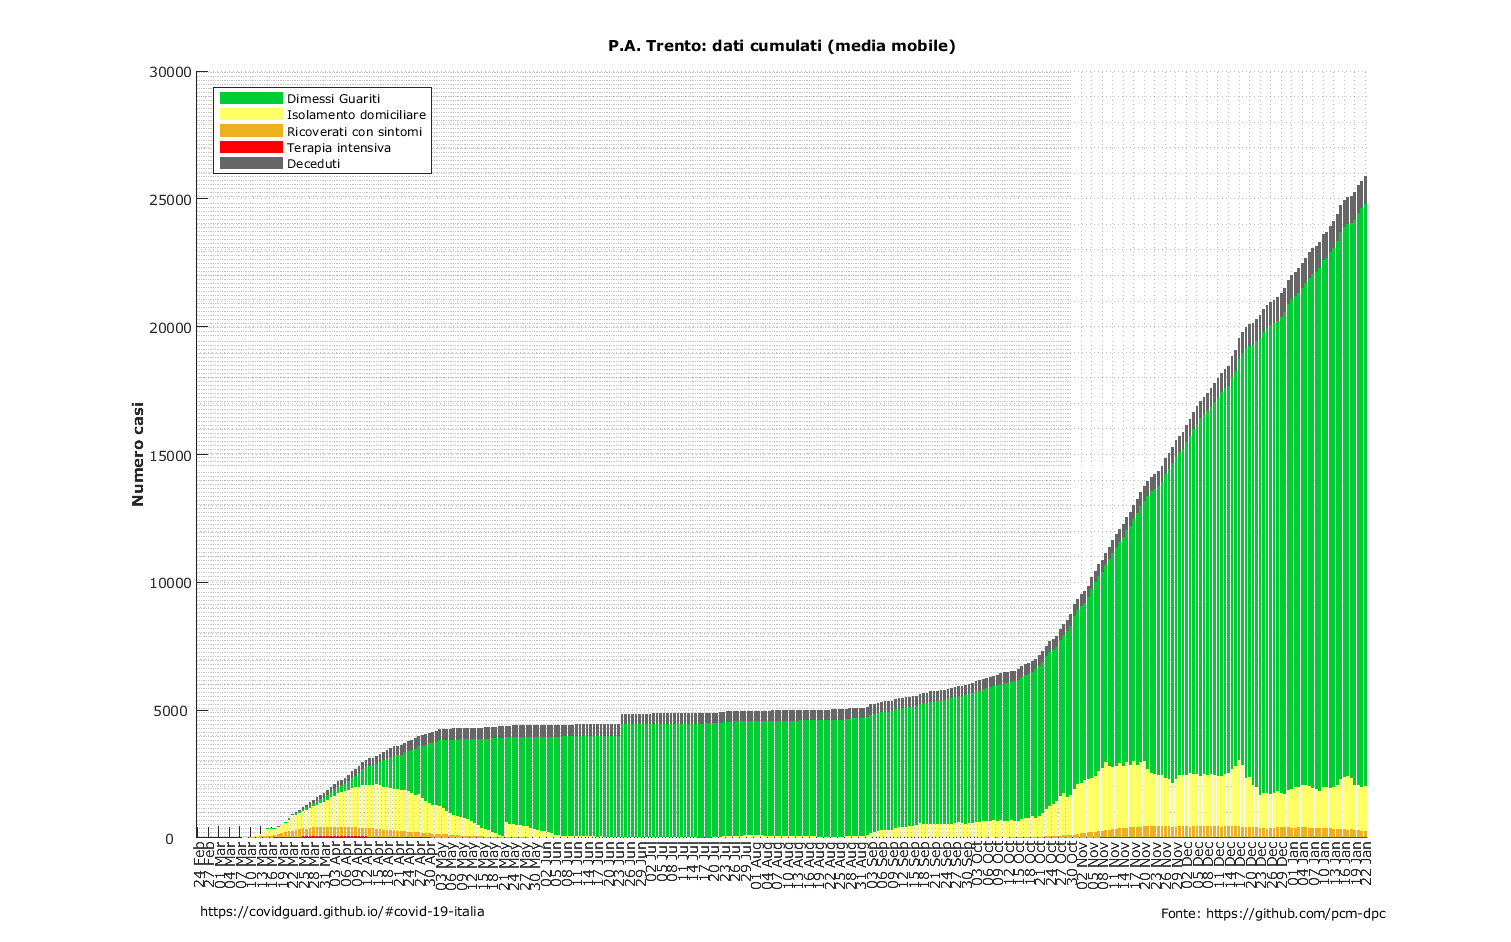 P.A. Trento: dati cumulati (media mobile)
30000
25000
20000
15000
10000
5000
0
Numero casi
Dimessi Guariti
Isolamento domiciliare
Ricoverati con sintomi
Terapia intensiva
Deceduti
24 Feb
27 Feb
01 Mar
04 Mar
07 Mar
10 Mar
13 Mar
16 Mar
19 Mar
22 Mar
25 Mar
28 Mar
31 Mar
03 Apr
06 Apr
09 Apr
12 Apr
15 Apr
18 Apr
21 Apr
24 Apr
27 Apr
30 Apr
03 May
06 May
09 May
12 May
15 May
18 May
21 May
24 May
27 May
30 May
02 Jun
05 Jun
08 Jun
11 Jun
14 Jun
17 Jun
20 Jun
23 Jun
26 Jun
29 Jun
02 Jul
05 Jul
08 Jul
11 Jul
14 Jul
17 Jul
20 Jul
23 Jul
26 Jul
29 Jul
01 Aug
04 Aug
07 Aug
10 Aug
13 Aug
16 Aug
19 Aug
22 Aug
25 Aug
28 Aug
31 Aug
03 Sep
06 Sep
09 Sep
12 Sep
15 Sep
18 Sep
21 Sep
24 Sep
27 Sep
30 Sep
03 Oct
06 Oct
09 Oct
12 Oct
15 Oct
18 Oct
21 Oct
24 Oct
27 Oct
30 Oct
02 Nov
05 Nov
08 Nov
11 Nov
14 Nov
17 Nov
20 Nov
23 Nov
26 Nov
29 Nov
02 Dec
05 Dec
08 Dec
11 Dec
14 Dec
17 Dec
20 Dec
23 Dec
26 Dec
29 Dec
01 Jan
04 Jan
07 Jan
10 Jan
13 Jan
16 Jan
19 Jan
22 Jan
https://covidguard.github.io/#covid-19-italia
Fonte: https://github.com/pcm-dpc